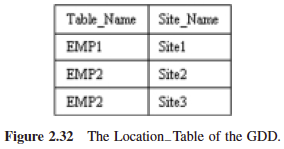 Table_Name Site_Name
EMP1 Site1
EMP2 Site2
EMP2 Site3
Figure 2.32 The Location_Table of the GDD.